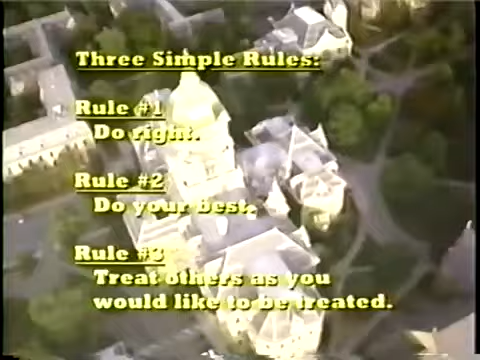 Three Simple Rules:
Rule #1
Do right.
Rule #2
Do your best.
Rule #3
Treat others as you
would like to be treated.